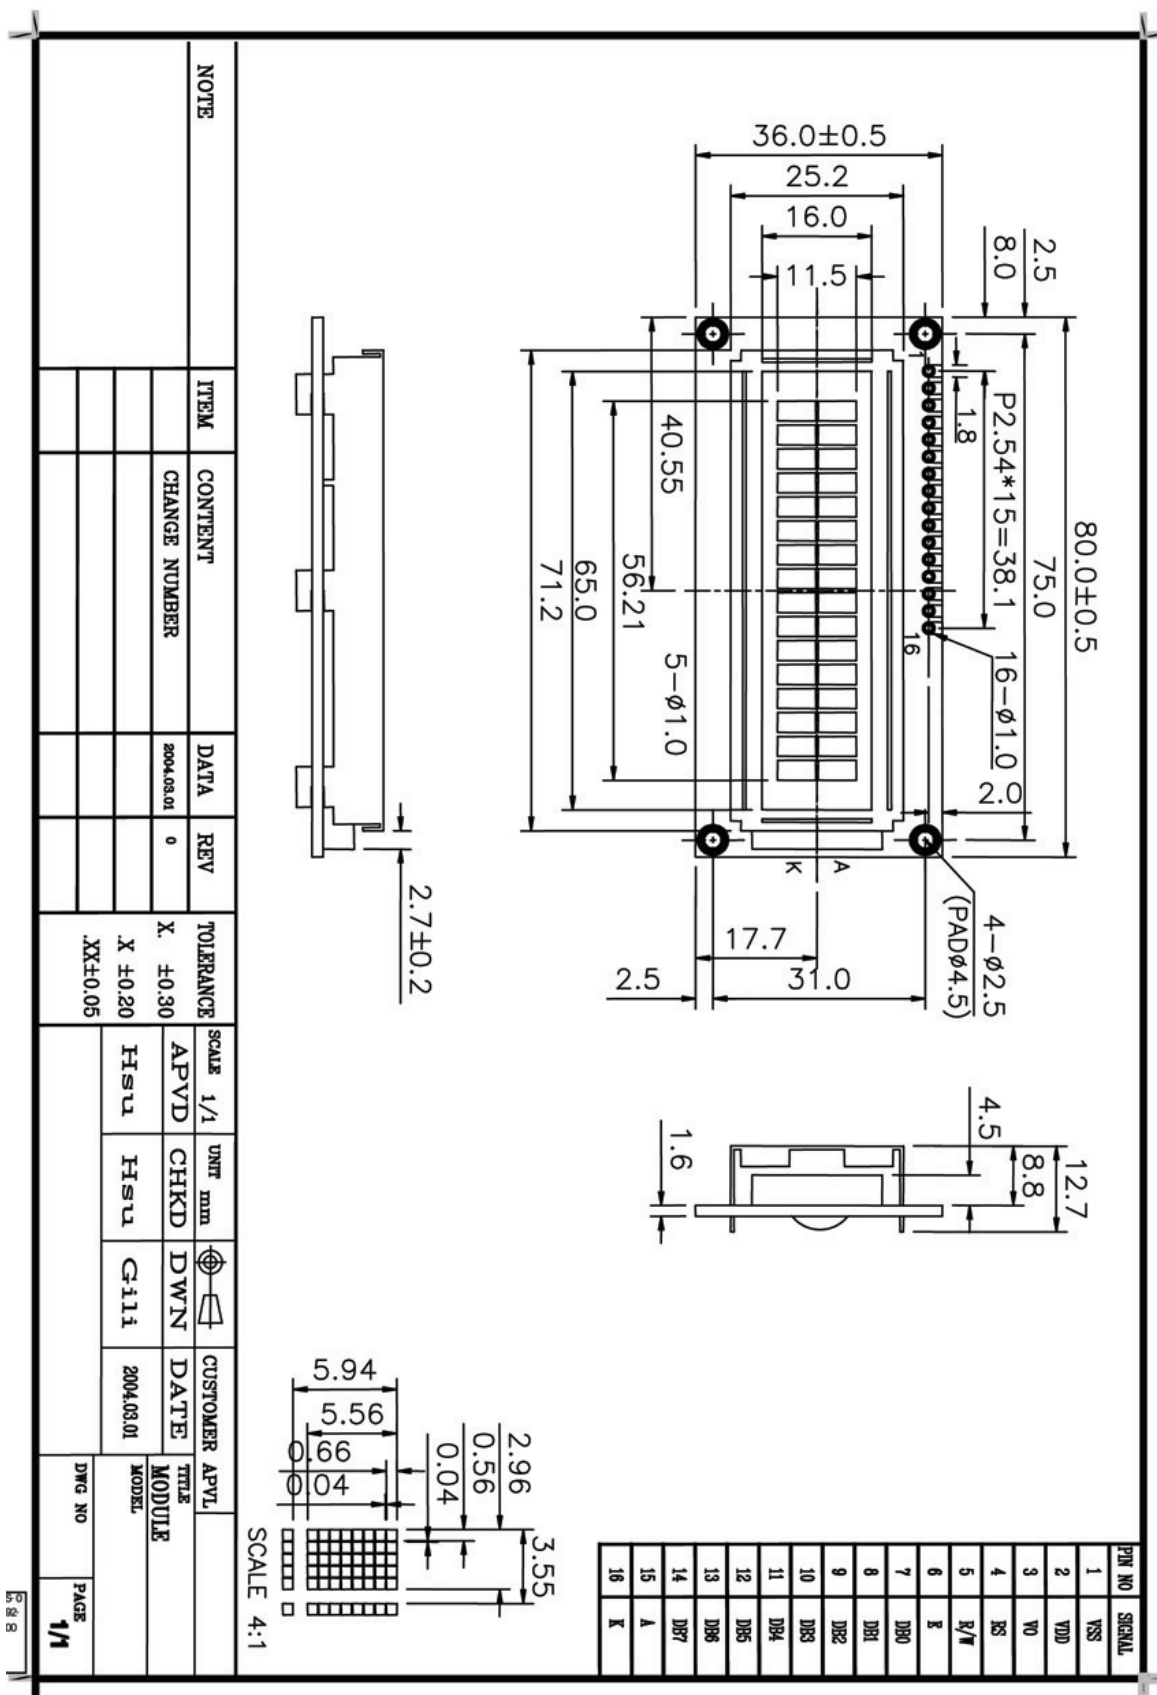 36.0±0.5
25.2
16.0
11.5
2.5
8.0
80.0±0.5
75.0
P2.54*15=38.1
1.8
1
16
16-ø1.0
2.0
40.55
56.21
65.0
71.2
5-ø1.0
K
A
4-ø2.5
(PADø4.5)
17.7
31.0
2.5
2.7±0.2
4.5
8.8
12.7
1.6
5.94
5.56
0.66
0.04
2.96
0.56
0.04
3.55
SCALE 4:1
PIN NO SIGNAL
1 VSS
2 VDD
3 VO
4 RS
5 R/W
6 E
7 DB0
8 DB1
9 DB2
10 DB3
11 DB4
12 DB5
13 DB6
14 DB7
15 A
16 K
NOTE
ITEM CONTENT DATA REV
CHANGE NUMBER 2004.03.01 0
TOLERANCE
X. ±0.30
.X ±0.20
.XX±0.05
SCALE 1/1 UNIT mm CUSTOMER APVL
APVD CHKD DWN DATE
Hsu Hsu Gili 2004.03.01
TITLE
MODULE
MODEL
DWG NO
PAGE
1/1